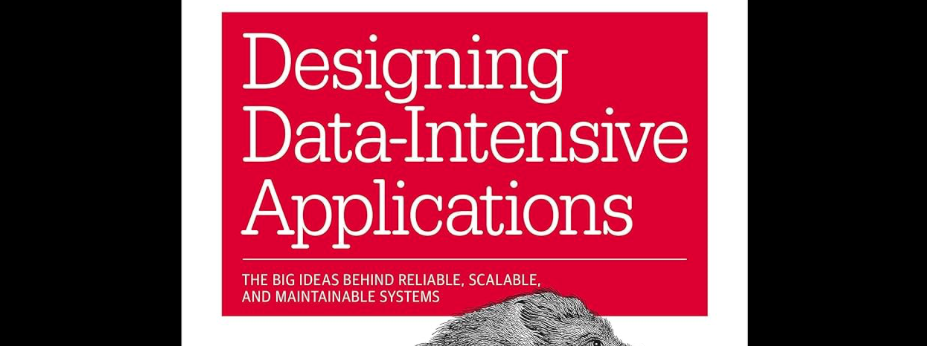 Designing
Data-Intensive
Applications
THE BIG IDEAS BEHIND RELIABLE, SCALABLE,
AND MAINTAINABLE SYSTEMS